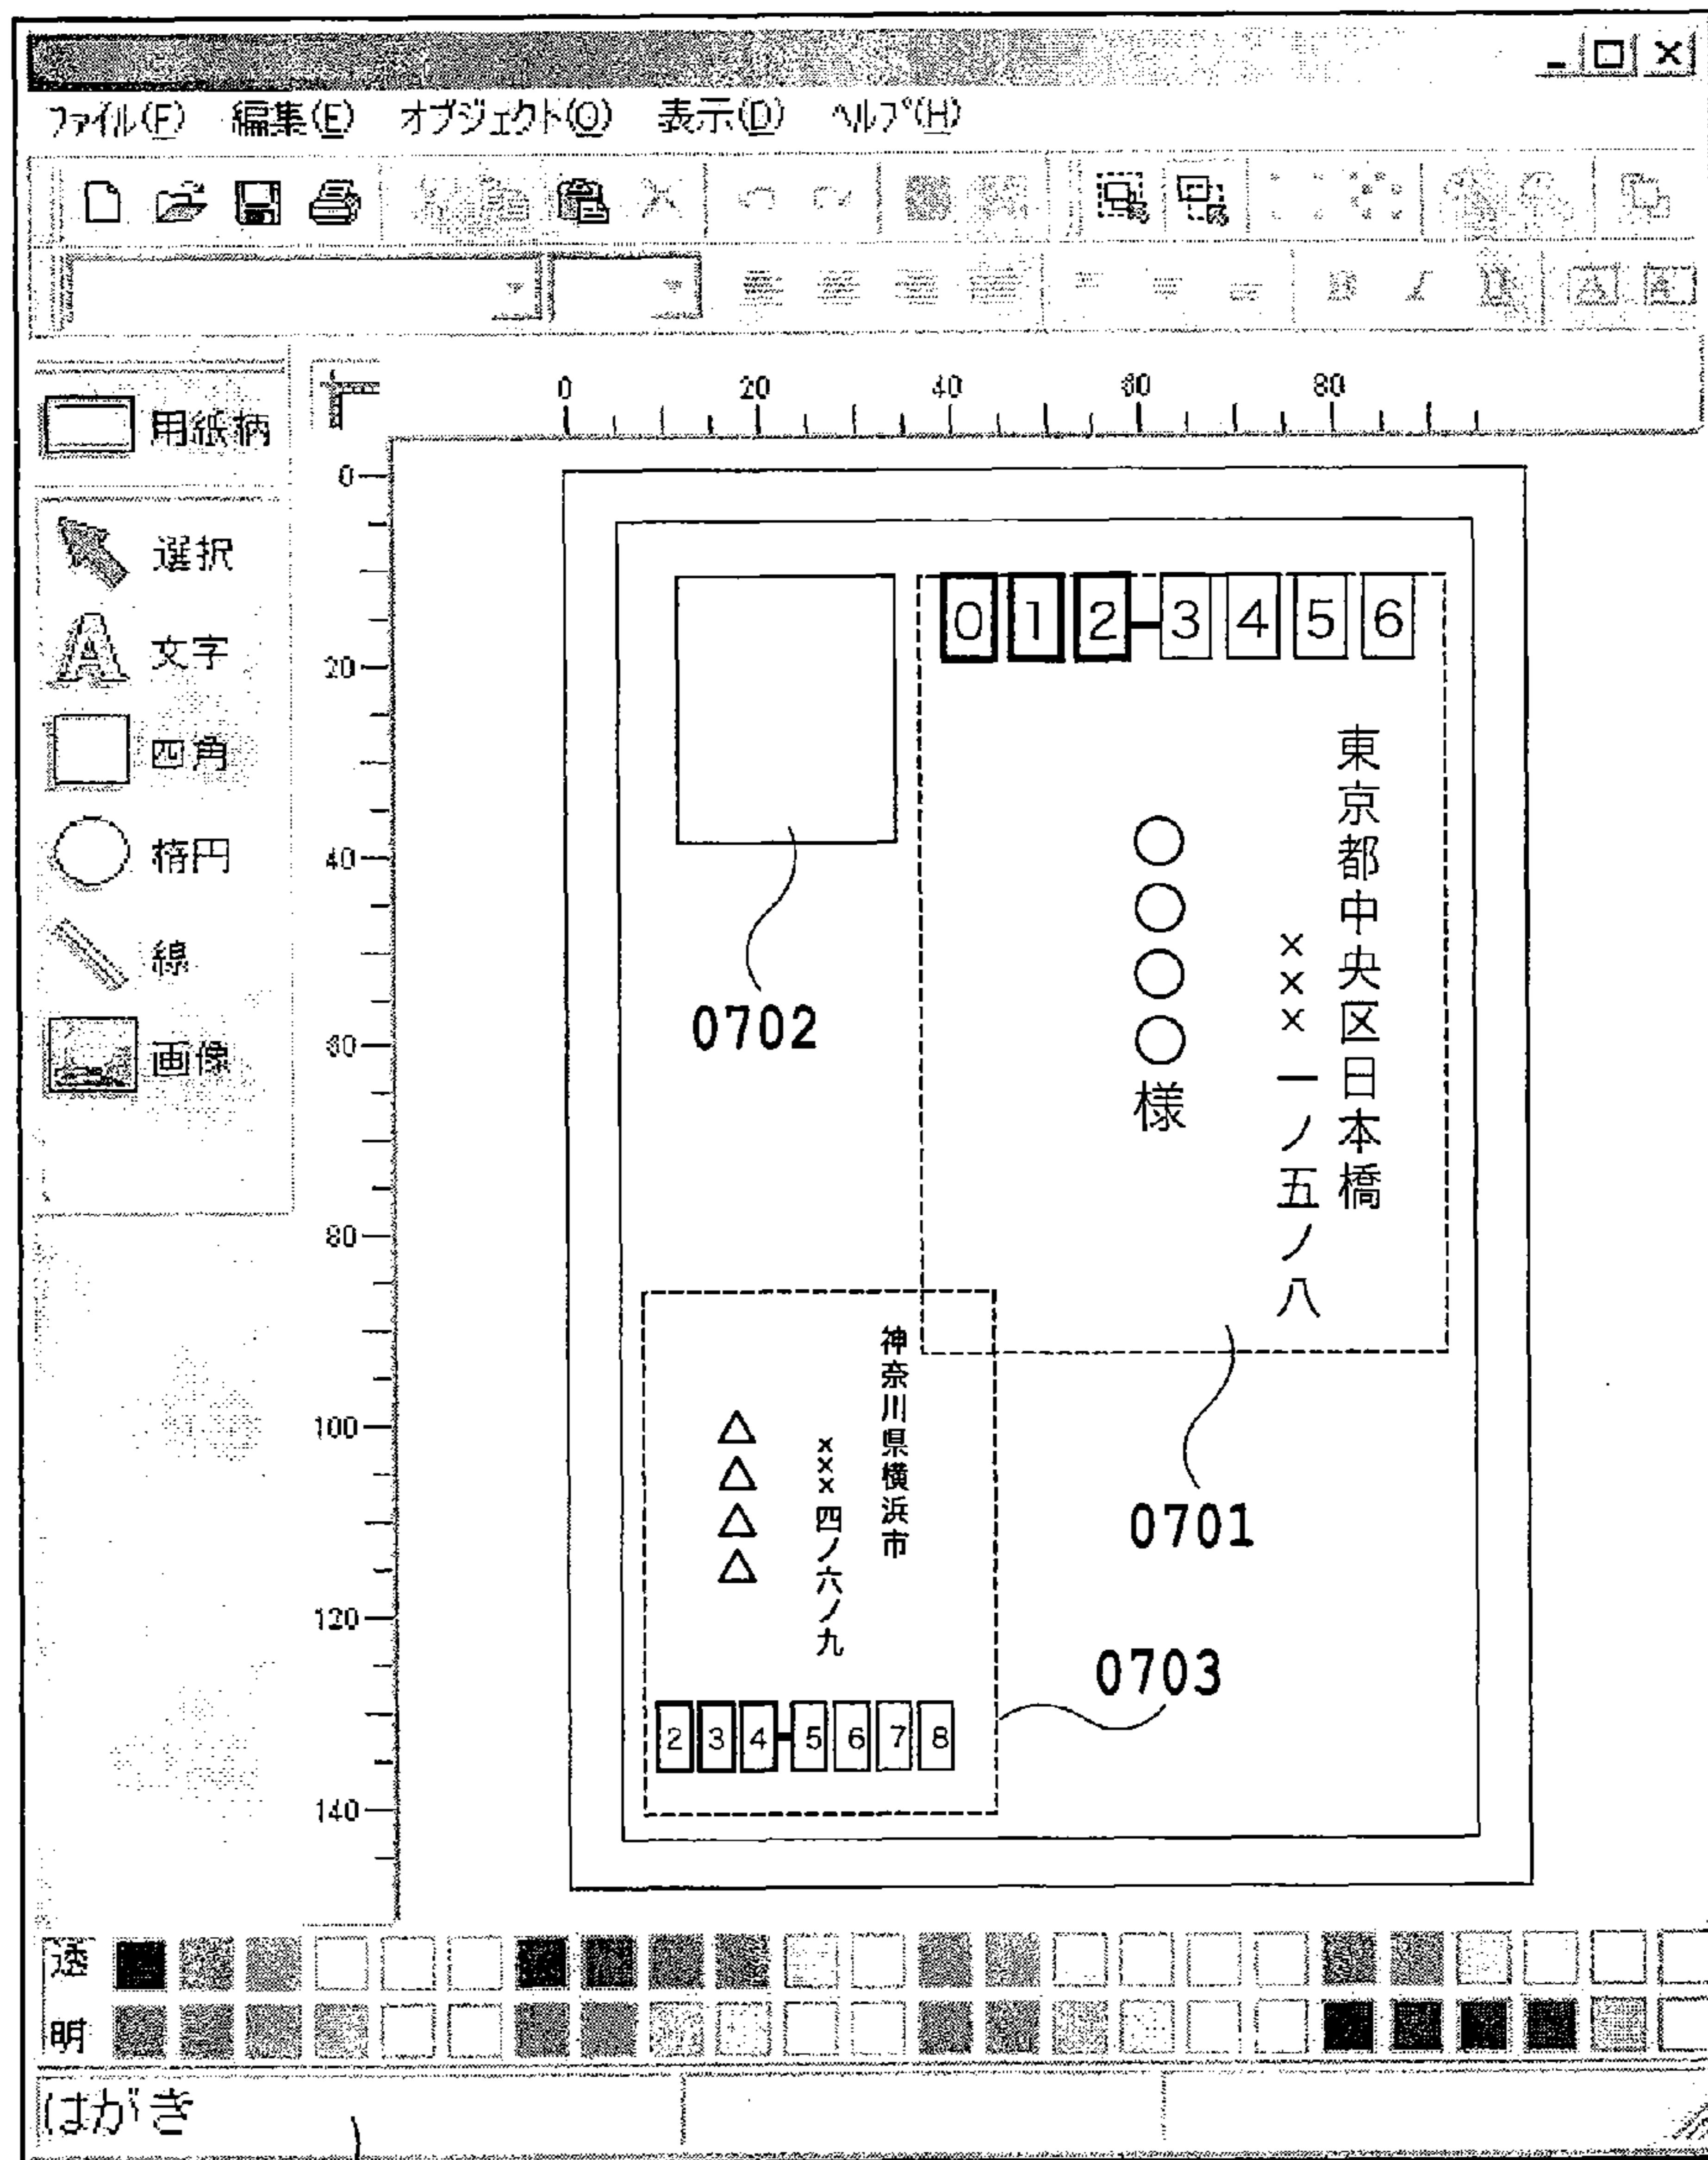 ファイル(F) 編集(E) オブジェクト(O) 表示(D) ヘルプ(H)
B I U A A
用紙柄
選択
文字
四角
楕円
線
画像
0 20 40 60 80
0
20
40
60
80
100
120
140
0 1 2-3 4 5 6
東京都中央区日本橋
×××一ノ五ノ八
○○○○様
0702
0701
神奈川県横浜市
×××四ノ六ノ九
△△△△
0703
2 3 4-5 6 7 8
透明
はがき